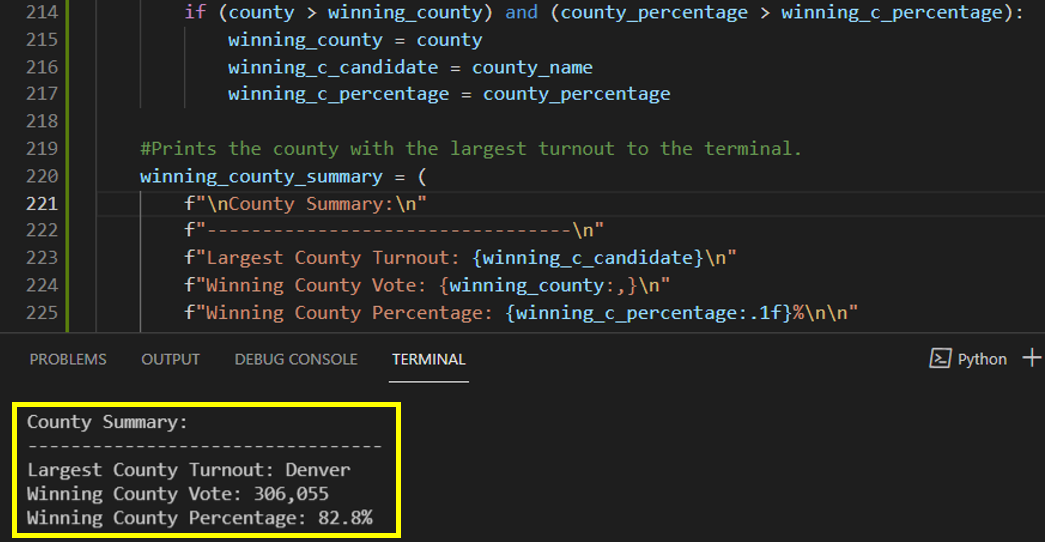 214 if (county > winning_county) and (county_percentage > winning_c_percentage):
215 winning_county = county
216 winning_c_candidate = county_name
217 winning_c_percentage = county_percentage
218
219 #Prints the county with the largest turnout to the terminal.
220 winning_county_summary = (
221 f"\nCounty Summary:\n"
222 f"---------------------------------\n"
223 f"Largest County Turnout: {winning_c_candidate}\n"
224 f"Winning County Vote: {winning_county:,}\n"
225 f"Winning County Percentage: {winning_c_percentage:.1f}%\n\n"
PROBLEMS OUTPUT DEBUG CONSOLE TERMINAL Python
County Summary:
---------------------------------
Largest County Turnout: Denver
Winning County Vote: 306,055
Winning County Percentage: 82.8%